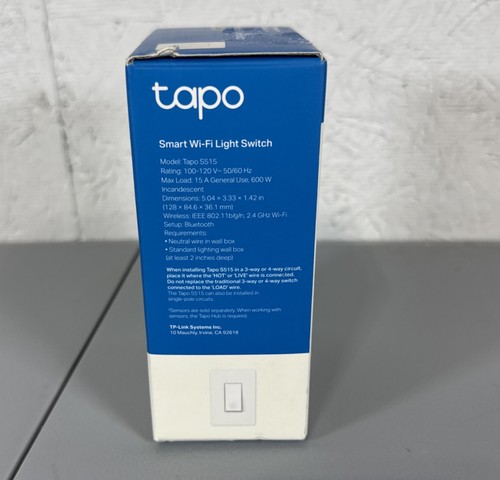 tapo
Smart Wi-Fi Light Switch
Model: Tapo S515
Rating: 100-120 V~ 50/60 Hz
Max Load: 15 A General Use, 600 W
Incandescent
Dimensions: 5.04 × 3.33 × 1.42 in
(128 × 84.6 × 36.1 mm)
Wireless: IEEE 802.11b/g/n, 2.4 GHz Wi-Fi
Setup: Bluetooth
Requirements:
• Neutral wire in wall box
• Standard lighting wall box
(at least 2 inches deep)
When installing Tapo S515 in a 3-way or 4-way circuit,
place it where the 'HOT' or 'LIVE' wire is connected.
Do not replace the traditional 3-way or 4-way switch
connected to the 'LOAD' wire.
The Tapo S515 can also be installed in
single-pole circuits.
*Sensors are sold separately. When working with
sensors, the Tapo Hub is required.
TP-Link Systems Inc.
10 Mauchly, Irvine, CA 92618